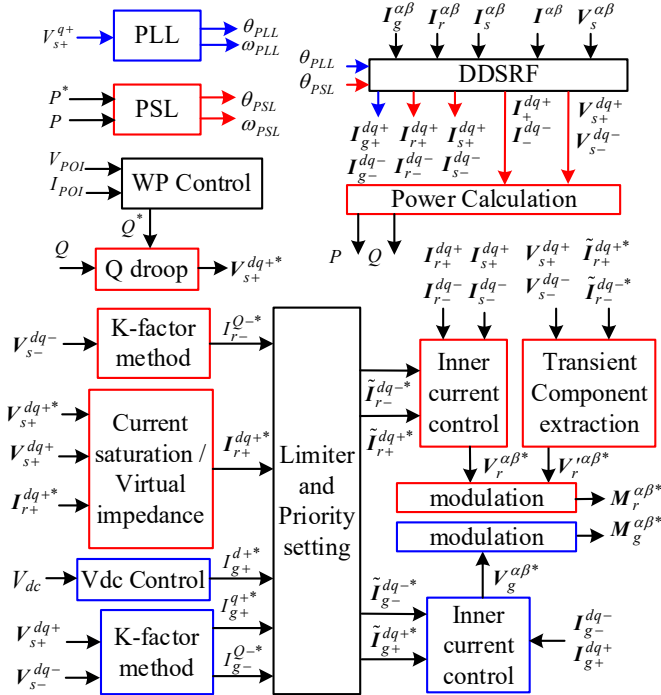 V_{s+}^{q+}
PLL
θ_{PLL}
ω_{PLL}
P^*
P
PSL
θ_{PSL}
ω_{PSL}
V_{POI}
I_{POI}
WP Control
Q^*
Q
Q droop
V_{s+}^{dq+*}
I_g^{αβ} I_r^{αβ} I_s^{αβ} I^{αβ} V_s^{αβ}
θ_{PLL}
θ_{PSL}
DDSRF
I_{g+}^{dq+} I_{r+}^{dq+} I_{s+}^{dq+} I_+^{dq+} V_{s+}^{dq+}
I_{g-}^{dq-} I_{r-}^{dq-} I_{s-}^{dq-} I_-^{dq-} V_{s-}^{dq-}
Power Calculation
P Q
I_{r+}^{dq+} I_{s+}^{dq+} V_{s+}^{dq+} Ĩ_{r+}^{dq+*}
I_{r-}^{dq-} I_{s-}^{dq-} V_{s-}^{dq-} Ĩ_{r-}^{dq-*}
V_{s-}^{dq-}
K-factor
method
I_{r-}^{Q-*}
V_{s+}^{dq+*}
V_{s+}^{dq+}
I_{r+}^{dq+*}
Current
saturation /
Virtual
impedance
I_{r+}^{dq+*}
V_{dc}
Vdc Control
I_{g+}^{d+*}
V_{s+}^{dq+}
V_{s-}^{dq-}
K-factor
method
I_{g+}^{q+*}
I_{g-}^{Q-*}
Limiter
and
Priority
setting
Ĩ_{r-}^{dq-*}
Ĩ_{r+}^{dq+*}
Inner
current
control
Transient
Component
extraction
V_r^{αβ*} V_r'^{αβ*}
modulation
M_r^{αβ*}
modulation
M_g^{αβ*}
V_g^{αβ*}
Ĩ_{g-}^{dq-*}
Ĩ_{g+}^{dq+*}
Inner
current
control
I_{g-}^{dq-}
I_{g+}^{dq+}